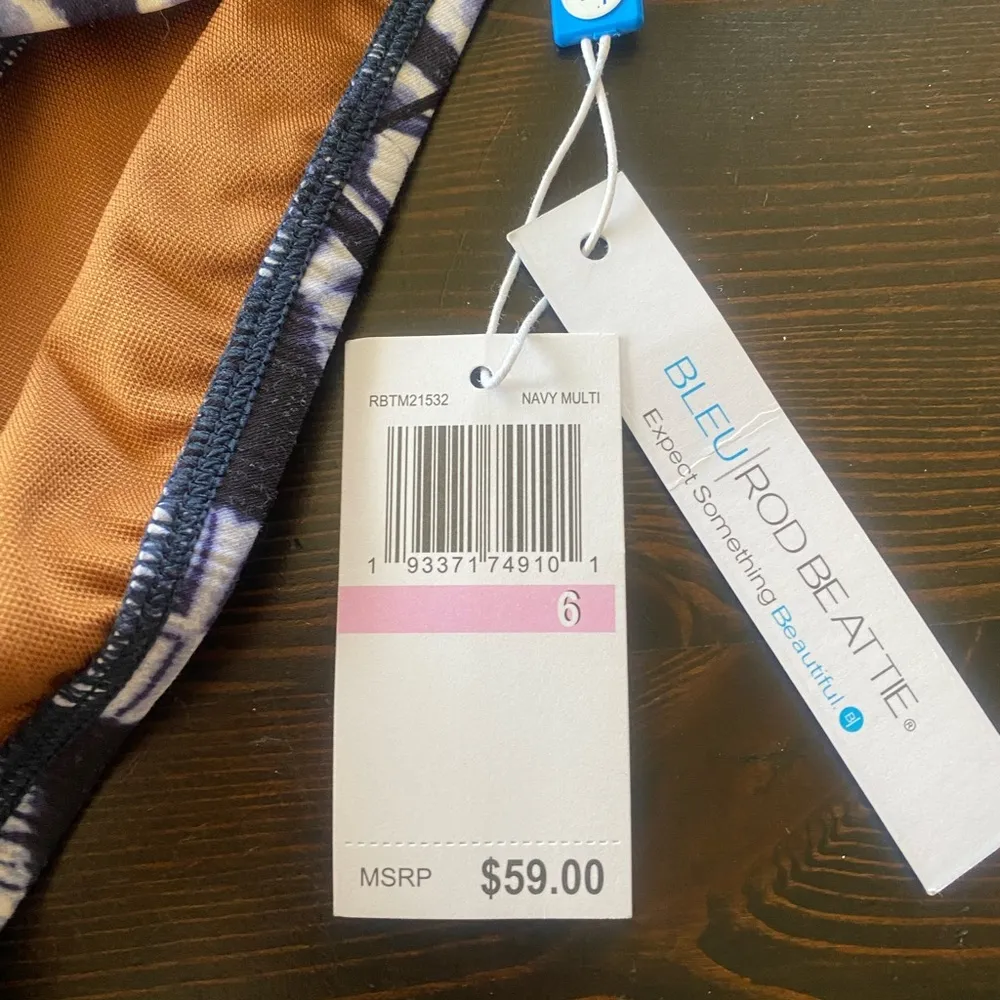 RBTM21532 NAVY MULTI
1 93371 74910 1
6
MSRP $59.00
BLEU|ROD BEATTIE®
Expect Something Beautiful.